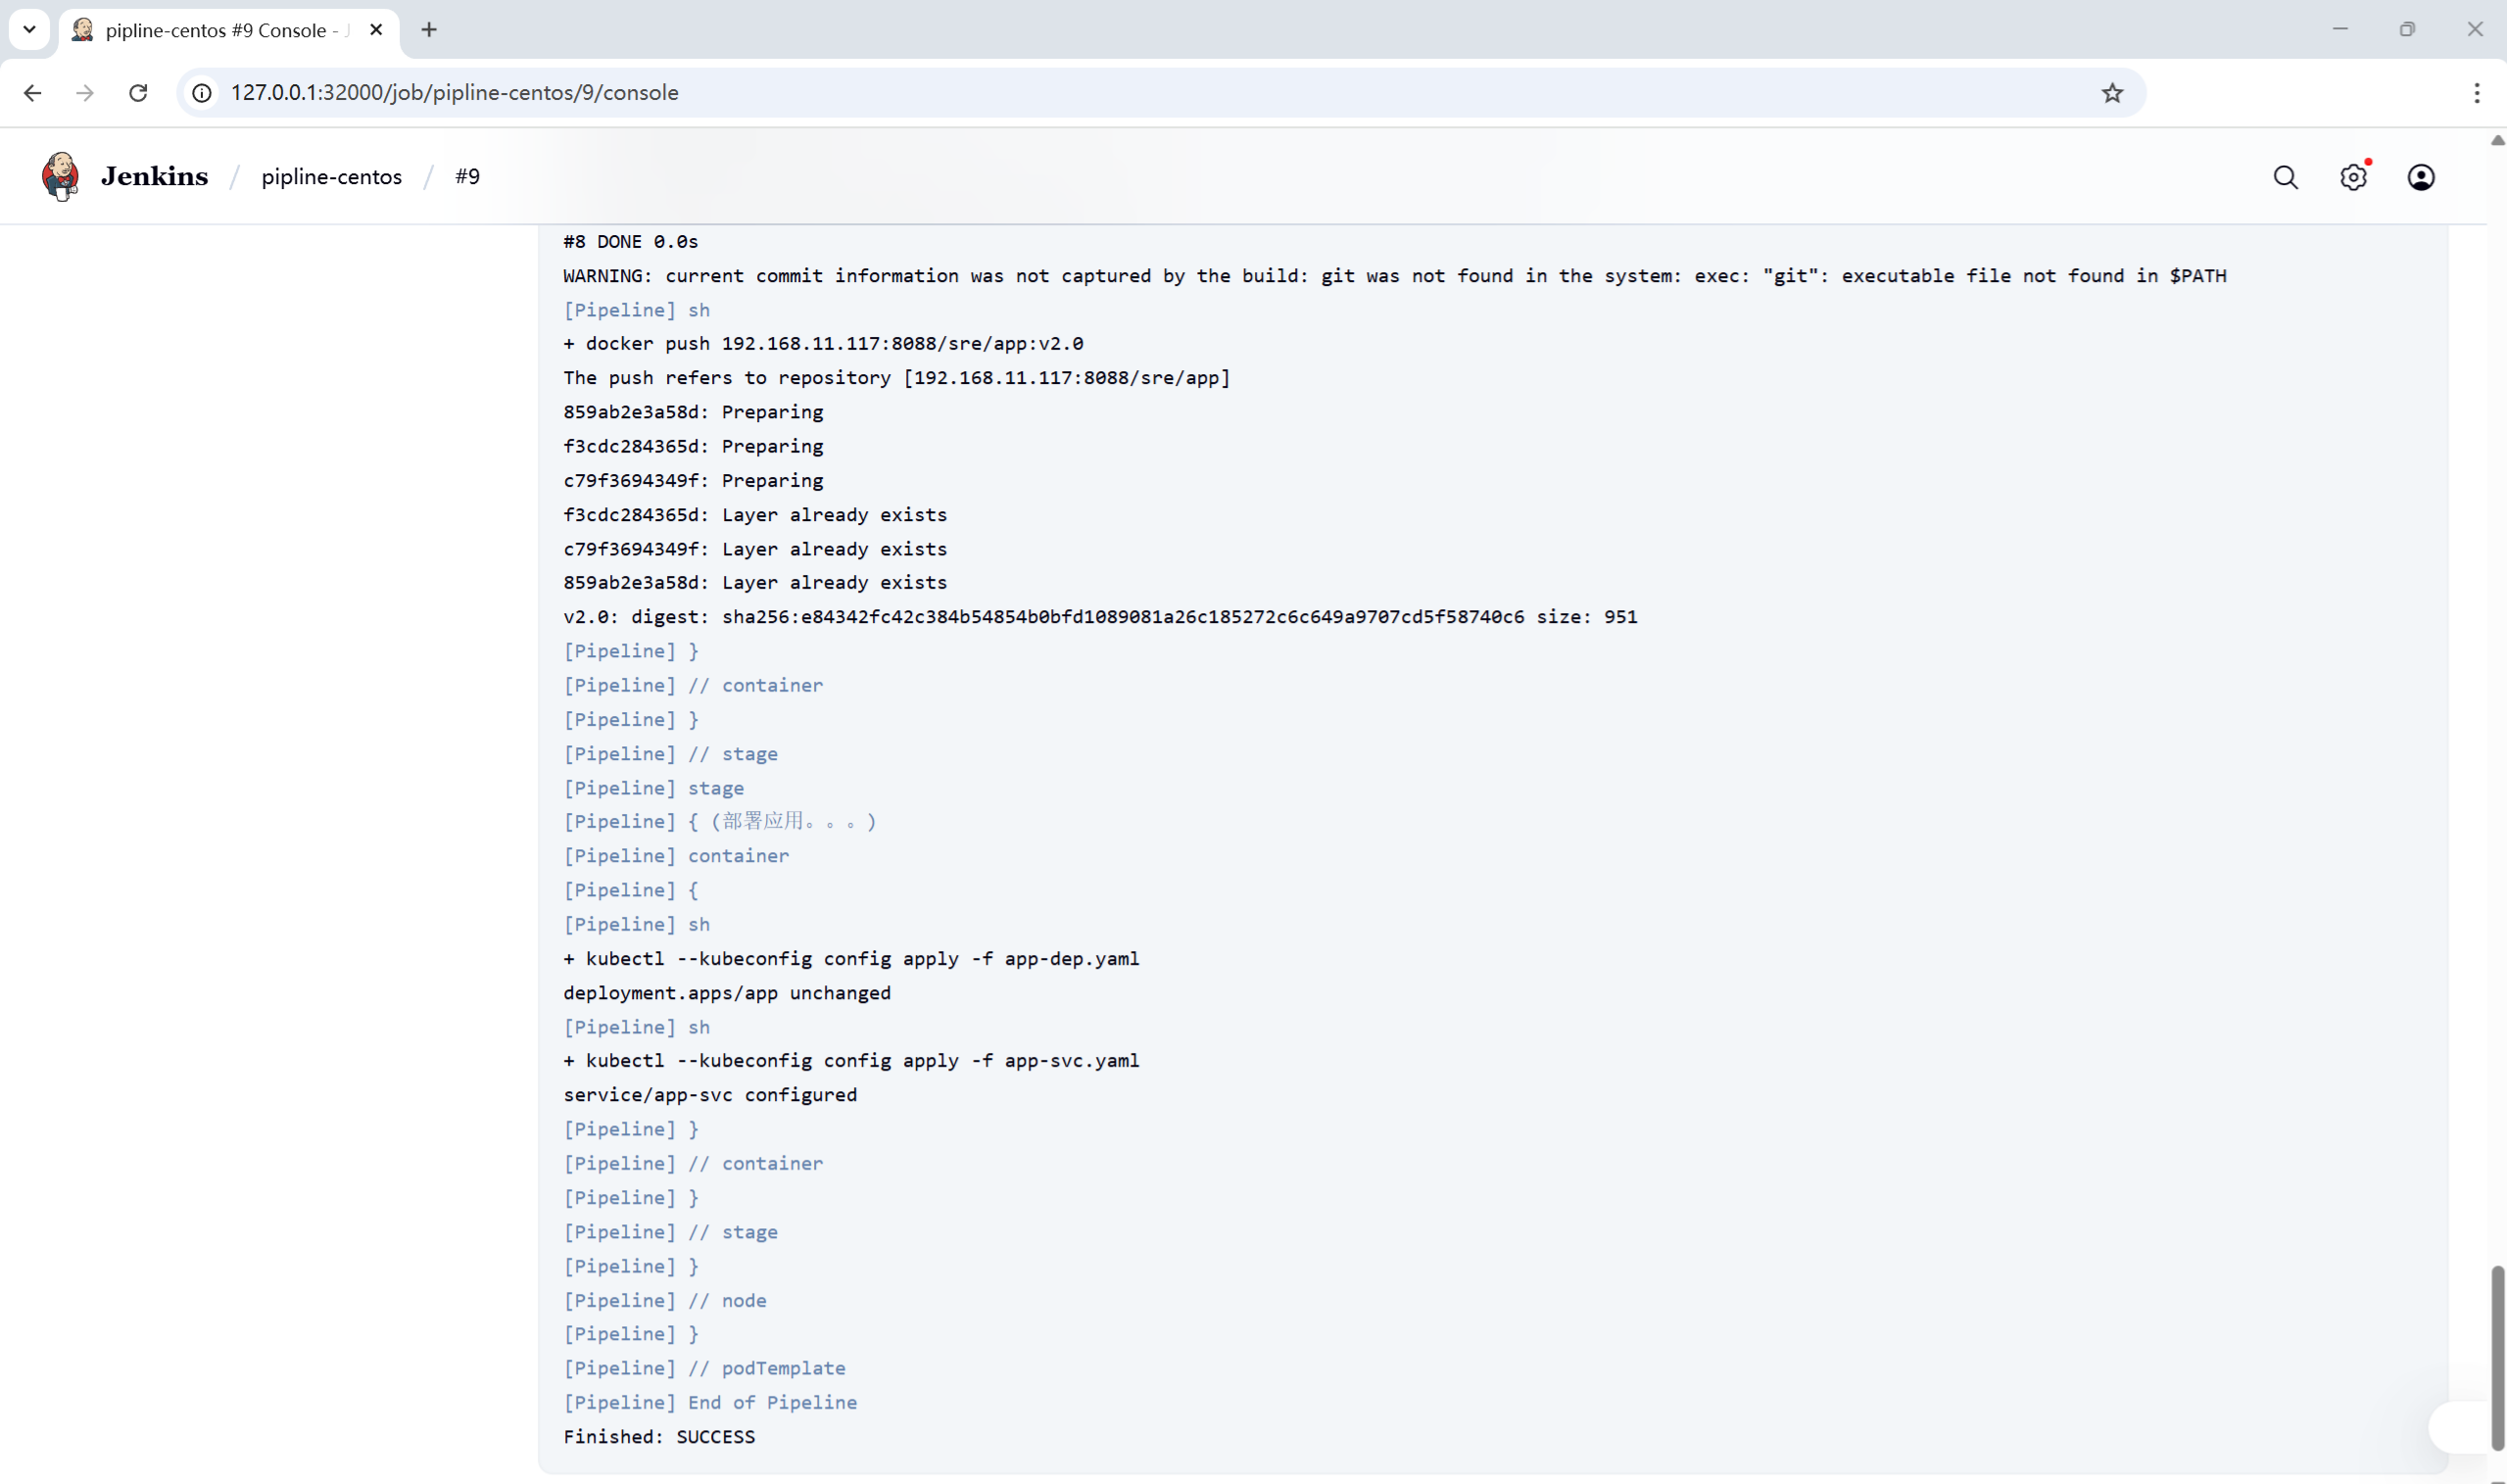 pipline-centos #9 Console - J
127.0.0.1:32000/job/pipline-centos/9/console
Jenkins / pipline-centos / #9
#8 DONE 0.0s
WARNING: current commit information was not captured by the build: git was not found in the system: exec: "git": executable file not found in $PATH
[Pipeline] sh
+ docker push 192.168.11.117:8088/sre/app:v2.0
The push refers to repository [192.168.11.117:8088/sre/app]
859ab2e3a58d: Preparing
f3cdc284365d: Preparing
c79f3694349f: Preparing
f3cdc284365d: Layer already exists
c79f3694349f: Layer already exists
859ab2e3a58d: Layer already exists
v2.0: digest: sha256:e84342fc42c384b54854b0bfd1089081a26c185272c6c649a9707cd5f58740c6 size: 951
[Pipeline] }
[Pipeline] // container
[Pipeline] }
[Pipeline] // stage
[Pipeline] stage
[Pipeline] { (部署应用。。。)
[Pipeline] container
[Pipeline] {
[Pipeline] sh
+ kubectl --kubeconfig config apply -f app-dep.yaml
deployment.apps/app unchanged
[Pipeline] sh
+ kubectl --kubeconfig config apply -f app-svc.yaml
service/app-svc configured
[Pipeline] }
[Pipeline] // container
[Pipeline] }
[Pipeline] // stage
[Pipeline] }
[Pipeline] // node
[Pipeline] }
[Pipeline] // podTemplate
[Pipeline] End of Pipeline
Finished: SUCCESS